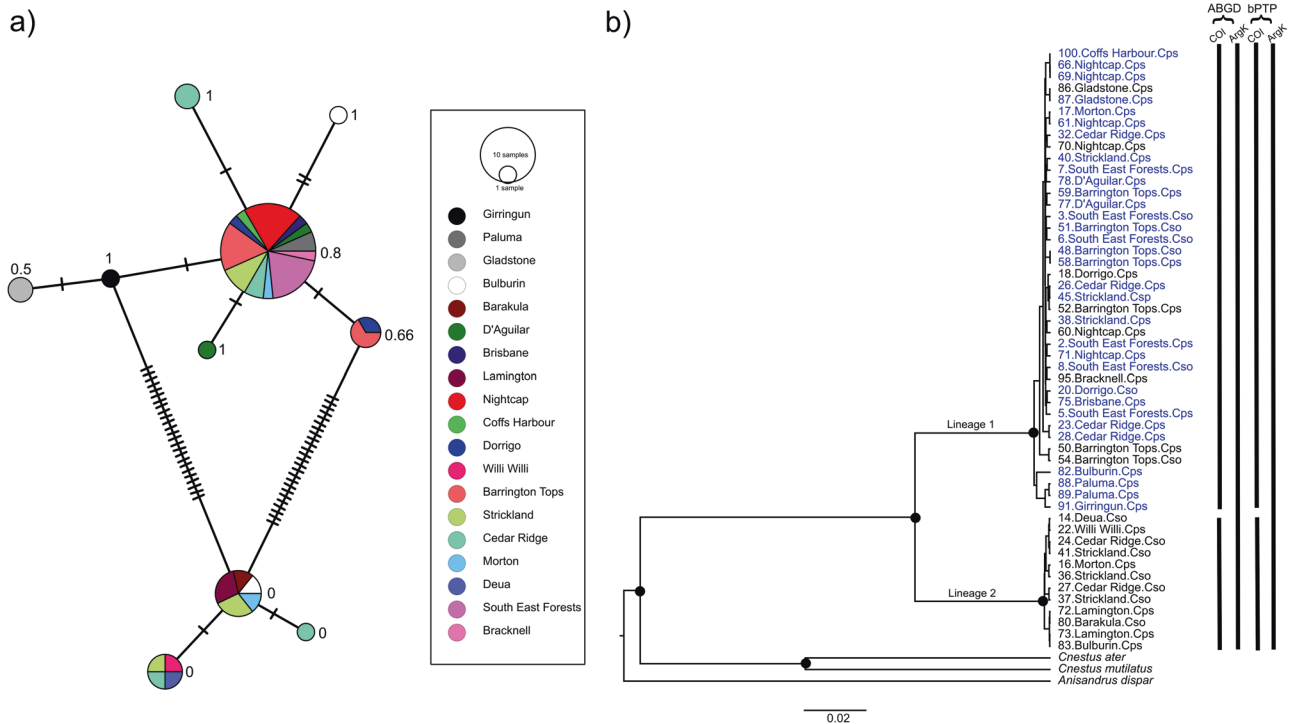 a)
1
1
0.8
1
0.5
0.66
1
0
0
0
10 samples
1 sample
Girringun
Paluma
Gladstone
Bulburin
Barakula
D'Aguilar
Brisbane
Lamington
Nightcap
Coffs Harbour
Dorrigo
Willi Willi
Barrington Tops
Strickland
Cedar Ridge
Morton
Deua
South East Forests
Bracknell
b)
ABGD bPTP
COI ArgK COI ArgK
100.Coffs Harbour.Cps
66.Nightcap.Cps
69.Nightcap.Cps
86.Gladstone.Cps
87.Gladstone.Cps
17.Morton.Cps
61.Nightcap.Cps
32.Cedar Ridge.Cps
70.Nightcap.Cps
40.Strickland.Cps
7.South East Forests.Cps
78.D'Aguilar.Cps
59.Barrington Tops.Cps
77.D'Aguilar.Cps
3.South East Forests.Cso
51.Barrington Tops.Cso
6.South East Forests.Cso
48.Barrington Tops.Cso
58.Barrington Tops.Cps
18.Dorrigo.Cps
26.Cedar Ridge.Cps
45.Strickland.Csp
52.Barrington Tops.Cps
38.Strickland.Cps
60.Nightcap.Cps
2.South East Forests.Cps
71.Nightcap.Cps
8.South East Forests.Cso
95.Bracknell.Cps
20.Dorrigo.Cso
75.Brisbane.Cps
5.South East Forests.Cps
23.Cedar Ridge.Cps
28.Cedar Ridge.Cps
50.Barrington Tops.Cps
54.Barrington Tops.Cso
82.Bulburin.Cps
88.Paluma.Cps
89.Paluma.Cps
91.Girringun.Cps
14.Deua.Cso
22.Willi Willi.Cps
24.Cedar Ridge.Cso
41.Strickland.Cso
16.Morton.Cps
36.Strickland.Cso
27.Cedar Ridge.Cso
37.Strickland.Cso
72.Lamington.Cps
80.Barakula.Cso
73.Lamington.Cps
83.Bulburin.Cps
Cnestus ater
Cnestus mutilatus
Anisandrus dispar
Lineage 1
Lineage 2
0.02